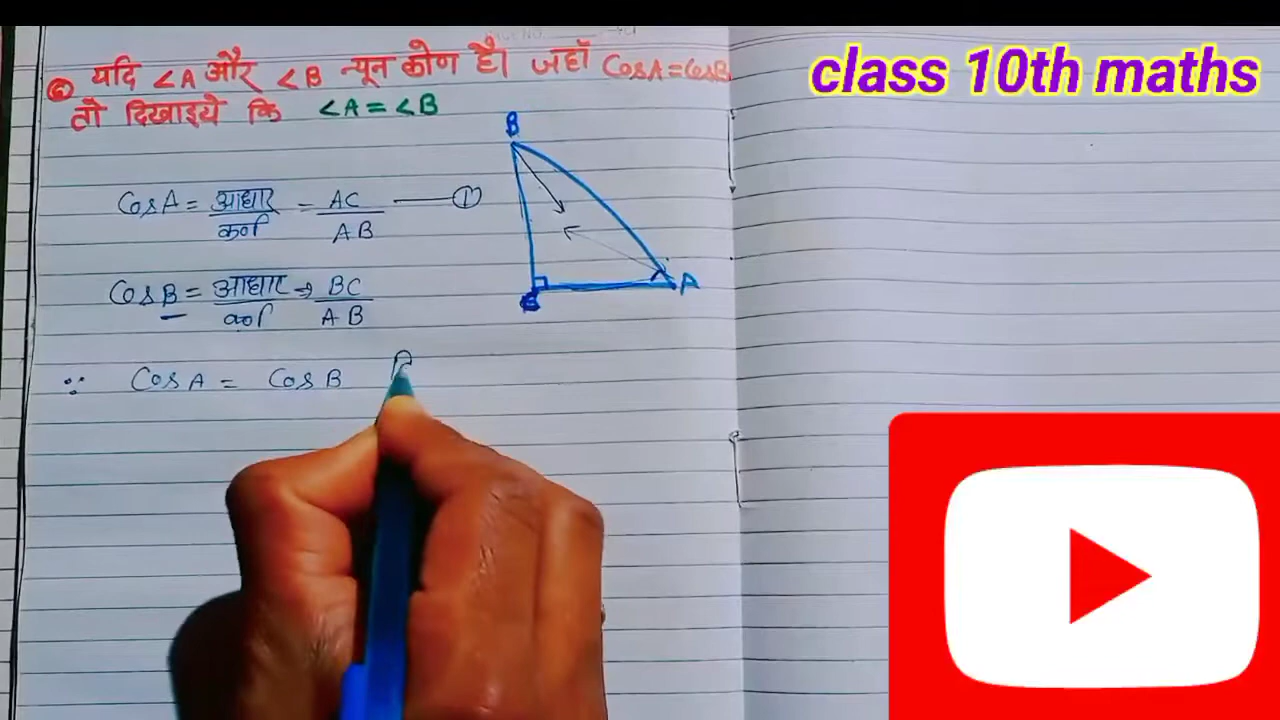 class 10th maths
6 यदि ∠A और ∠B न्यून कोण है। जहाँ CosA=CosB
तो दिखाइये कि ∠A=∠B
B
CosA = आधार/कर्ण = AC/AB — 1
A
C
CosB = आधार/कर्ण → BC/AB
∵ CosA = CosB